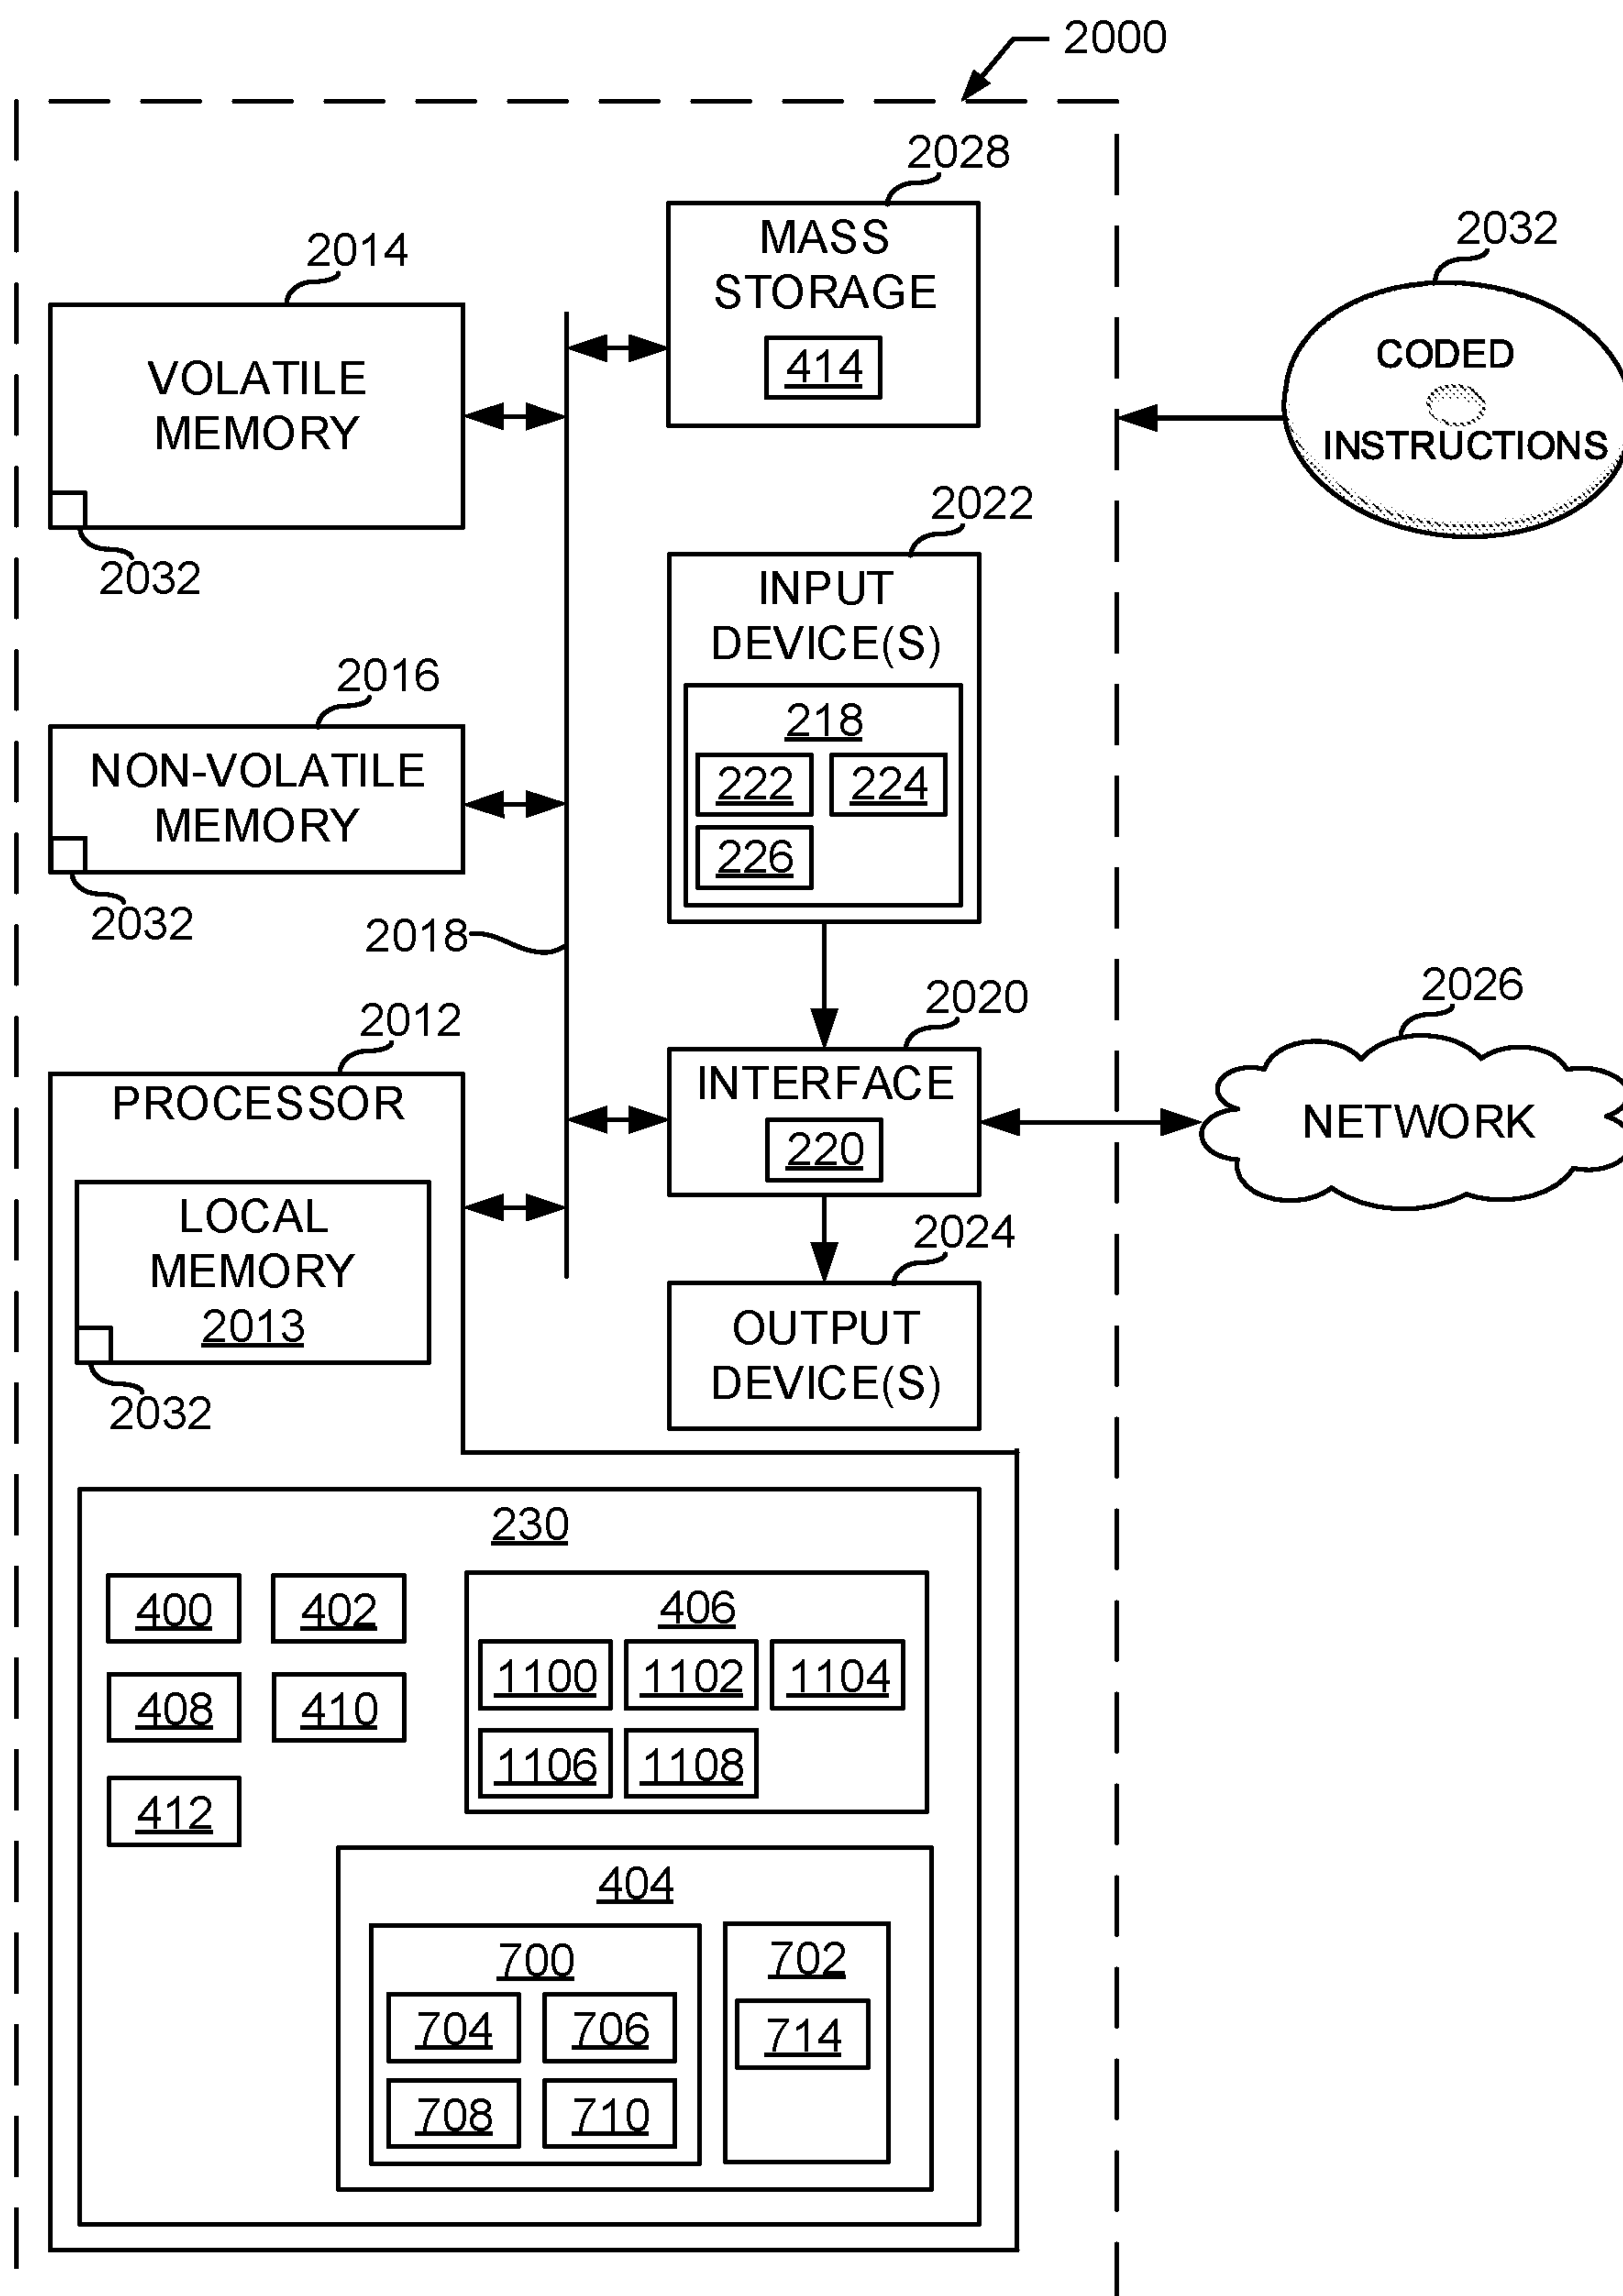 2000
2028
MASS
STORAGE
414
2014
VOLATILE
MEMORY
2032
2032
CODED
INSTRUCTIONS
2022
INPUT
DEVICE(S)
218
222 224
226
2016
NON-VOLATILE
MEMORY
2032
2018
2020
INTERFACE
220
2026
NETWORK
2012
PROCESSOR
LOCAL
MEMORY
2013
2032
2024
OUTPUT
DEVICE(S)
230
400 402
408 410
412
406
1100 1102 1104
1106 1108
404
700
704 706
708 710
702
714